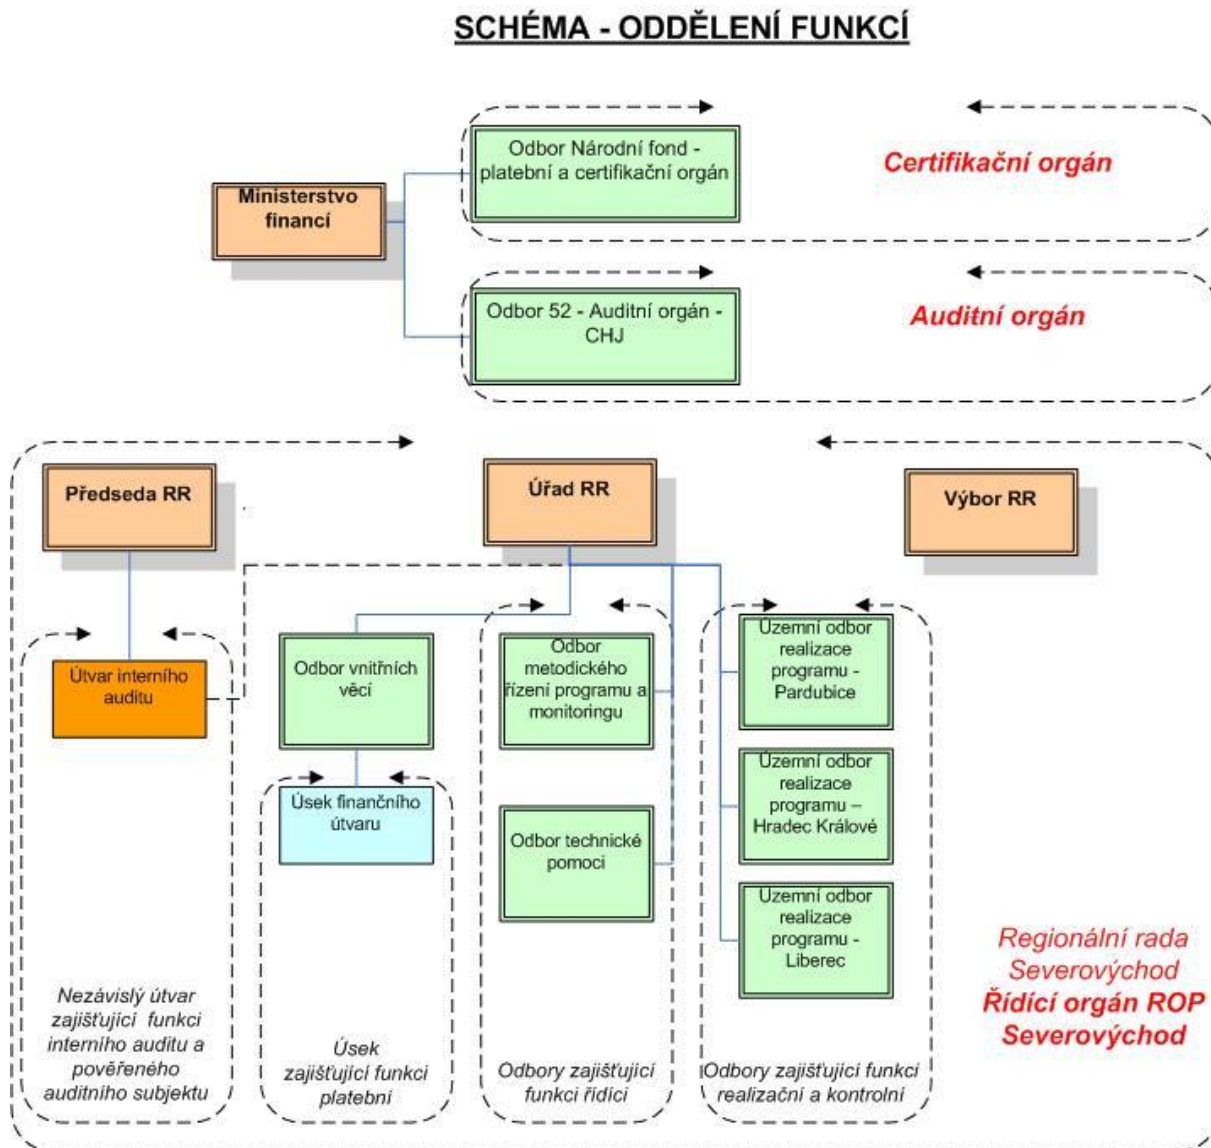 SCHÉMA - ODDĚLENÍ FUNKCÍ
Odbor Národní fond -
platební a certifikační orgán
Certifikační orgán
Ministerstvo
financí
Odbor 52 - Auditní orgán -
CHJ
Auditní orgán
Předseda RR
Úřad RR
Výbor RR
Útvar interního
auditu
Odbor vnitřních
věcí
Úsek finančního
útvaru
Odbor
metodického
řízení programu a
monitoringu
Odbor technické
pomoci
Územní odbor
realizace
programu -
Pardubice
Územní odbor
realizace
programu –
Hradec Králové
Územní odbor
realizace
programu -
Liberec
Nezávislý útvar
zajišťující funkci
interního auditu a
pověřeného
auditního subjektu
Úsek
zajišťující funkci
platební
Odbory zajišťující
funkci řídící
Odbory zajišťující funkci
realizační a kontrolní
Regionální rada
Severovýchod
Řídící orgán ROP
Severovýchod